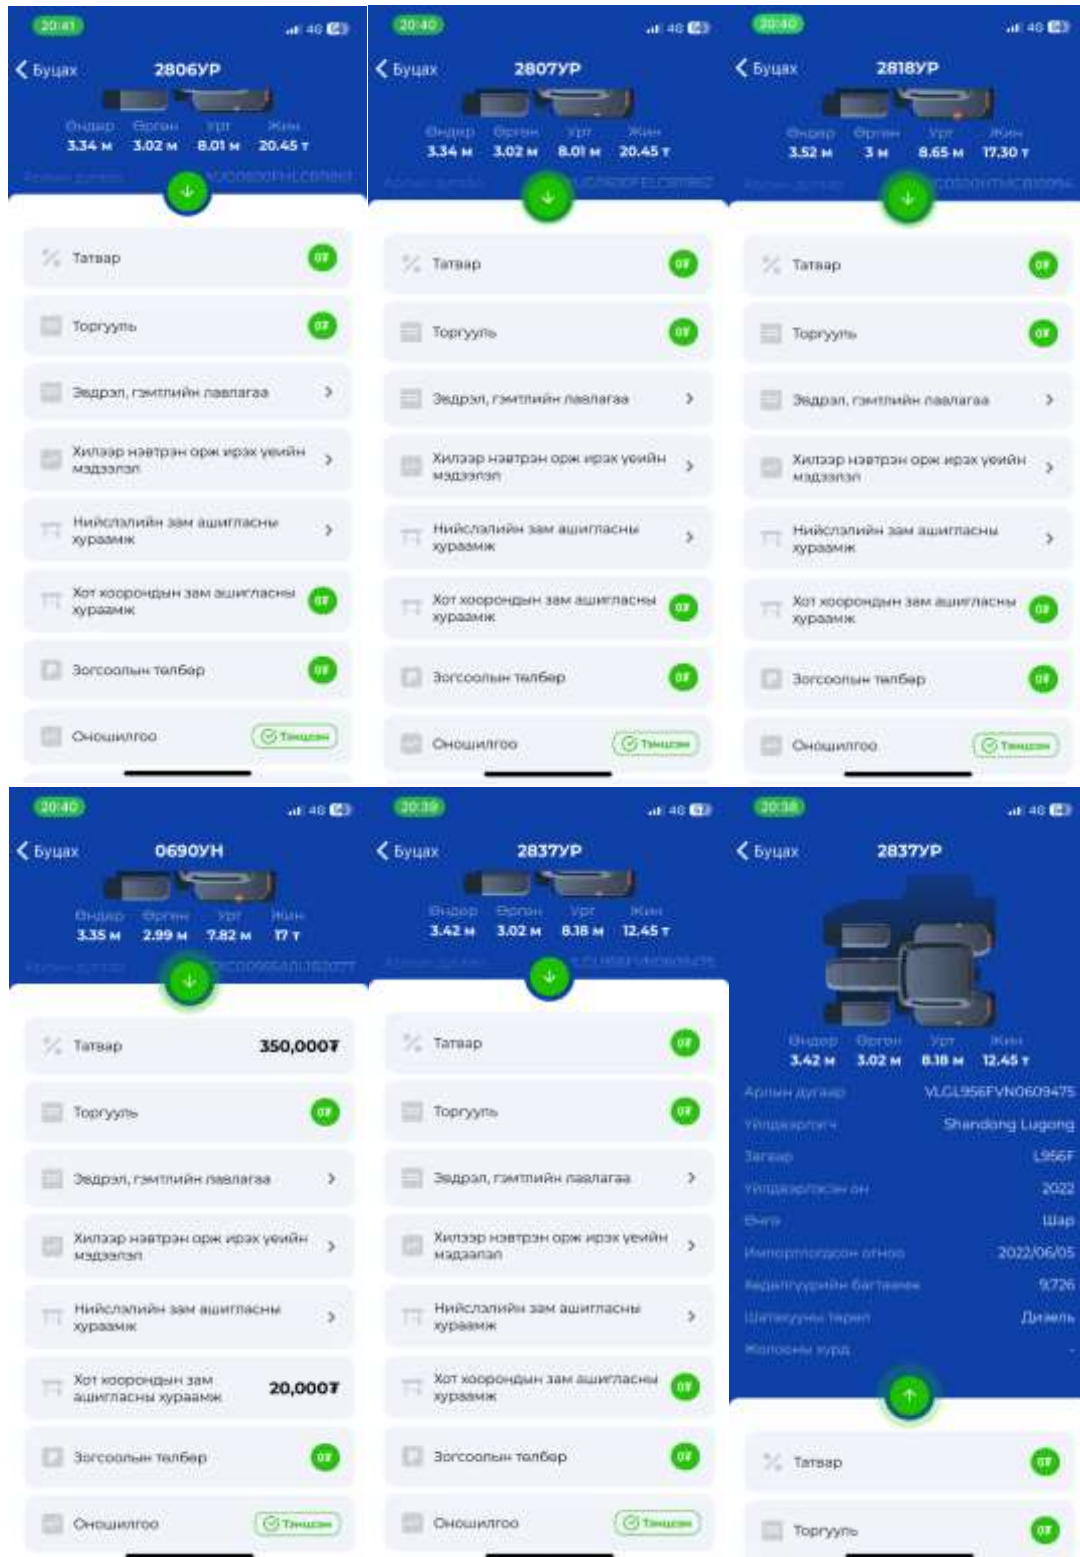 20:41
4G
Буцах
2806УР
Өндөр Өргөн Урт Жин
3.34 м 3.02 м 8.01 м 20.45 т
Татвар 0₮
Торгууль 0₮
Эвдрэл, гэмтлийн лавлагаа
Хилээр нэвтрэн орж ирэх үеийн
мэдээлэл
Нийслэлийн зам ашигласны
хураамж
Хот хоорондын зам ашигласны 0₮
хураамж
Зогсоолын төлбөр 0₮
Оношилгоо Тэнцсэн
20:40
4G
Буцах
2807УР
Өндөр Өргөн Урт Жин
3.34 м 3.02 м 8.01 м 20.45 т
Татвар 0₮
Торгууль 0₮
Эвдрэл, гэмтлийн лавлагаа
Хилээр нэвтрэн орж ирэх үеийн
мэдээлэл
Нийслэлийн зам ашигласны
хураамж
Хот хоорондын зам ашигласны 0₮
хураамж
Зогсоолын төлбөр 0₮
Оношилгоо Тэнцсэн
20:40
4G
Буцах
2818УР
Өндөр Өргөн Урт Жин
3.52 м 3 м 8.65 м 17.30 т
Татвар 0₮
Торгууль 0₮
Эвдрэл, гэмтлийн лавлагаа
Хилээр нэвтрэн орж ирэх үеийн
мэдээлэл
Нийслэлийн зам ашигласны
хураамж
Хот хоорондын зам ашигласны 0₮
хураамж
Зогсоолын төлбөр 0₮
Оношилгоо Тэнцсэн
20:40
4G
Буцах
0690УН
Өндөр Өргөн Урт Жин
3.35 м 2.99 м 7.82 м 17 т
Татвар 350,000₮
Торгууль 0₮
Эвдрэл, гэмтлийн лавлагаа
Хилээр нэвтрэн орж ирэх үеийн
мэдээлэл
Нийслэлийн зам ашигласны
хураамж
Хот хоорондын зам 20,000₮
ашигласны хураамж
Зогсоолын төлбөр 0₮
Оношилгоо Тэнцсэн
20:39
4G
Буцах
2837УР
Өндөр Өргөн Урт Жин
3.42 м 3.02 м 8.18 м 12.45 т
Татвар 0₮
Торгууль 0₮
Эвдрэл, гэмтлийн лавлагаа
Хилээр нэвтрэн орж ирэх үеийн
мэдээлэл
Нийслэлийн зам ашигласны
хураамж
Хот хоорондын зам ашигласны 0₮
хураамж
Зогсоолын төлбөр 0₮
Оношилгоо Тэнцсэн
20:38
4G
Буцах
2837УР
Өндөр Өргөн Урт Жин
3.42 м 3.02 м 8.18 м 12.45 т
Арлын дугаар VLGL956FVN0609475
Үйлдвэрлэгч Shandong Lugong
Загвар L956F
Үйлдвэрлэсэн он 2022
Өнгө Шар
Импортлогдсон огноо 2022/06/05
Хөдөлгүүрийн багтаамж 9,726
Шатахууны төрөл Дизель
Жолооны хүрд -
Татвар 0₮
Торгууль 0₮